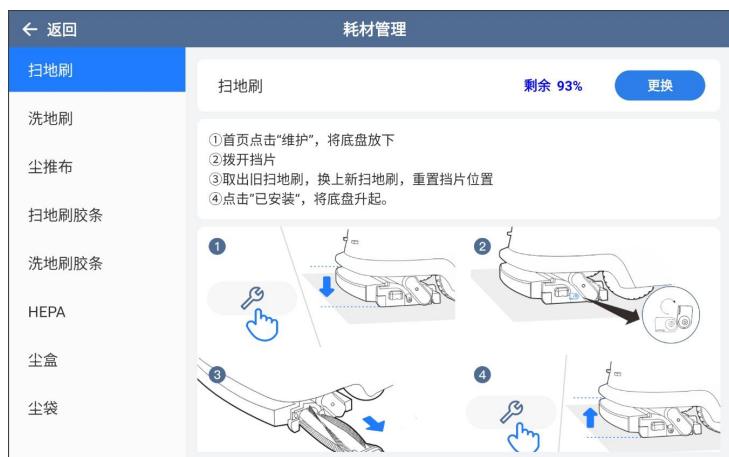 返回
耗材管理
扫地刷
洗地刷
尘推布
扫地刷胶条
洗地刷胶条
HEPA
尘盒
尘袋
扫地刷
剩余 93%
更换
①首页点击“维护”，将底盘放下
②拨开挡片
③取出旧扫地刷，换上新扫地刷，重置挡片位置
④点击“已安装“，将底盘升起。
1
2
3
4